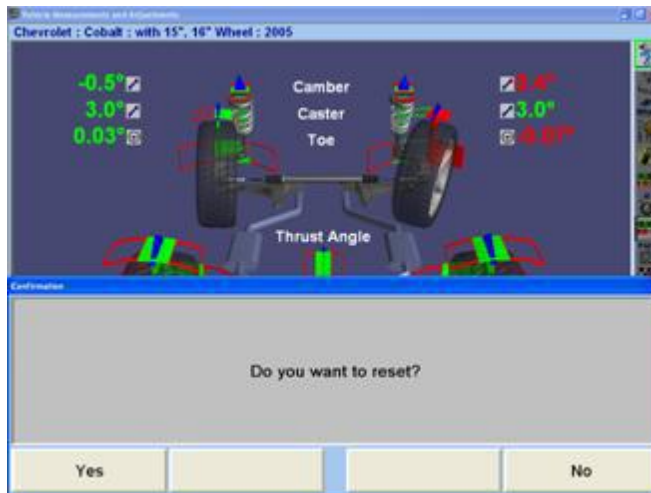 Vehicle Measurements and Adjustments
Chevrolet : Cobalt : with 15", 16" Wheel : 2005
-0.5° Camber
3.0° Caster 3.0°
0.03° Toe
Thrust Angle
Confirmation
Do you want to reset?
Yes No